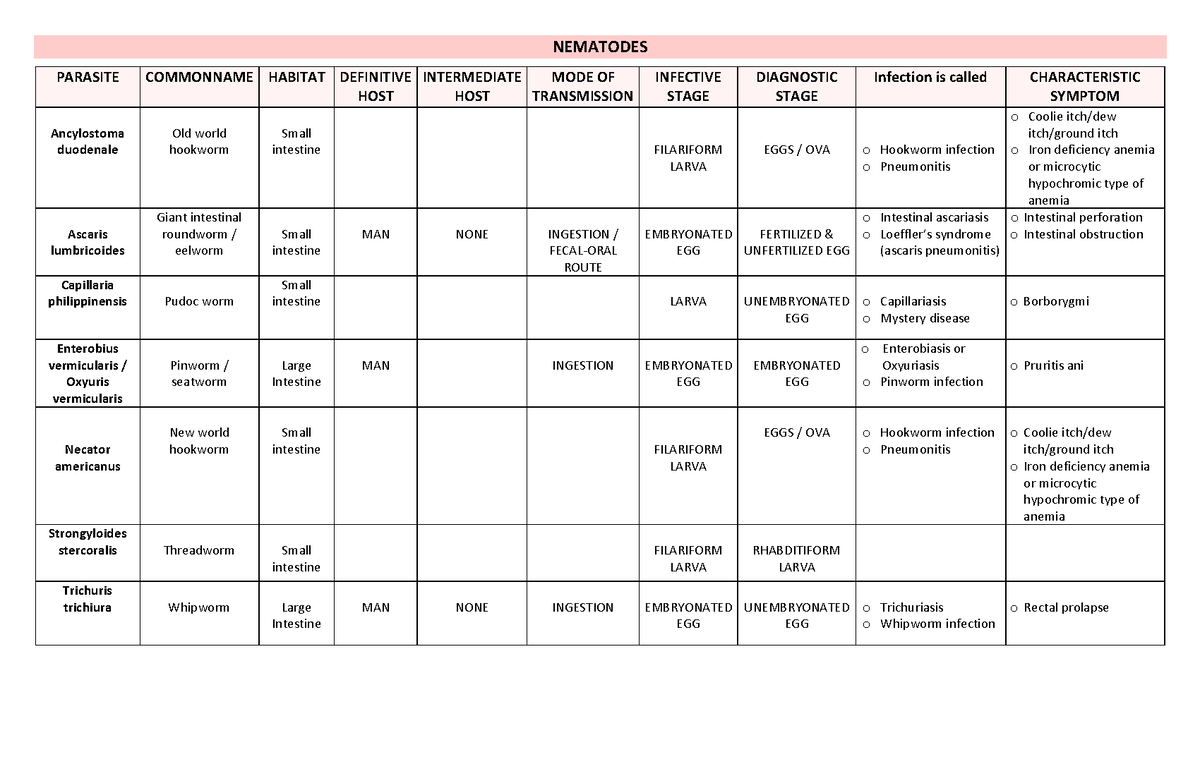 NEMATODES
PARASITE COMMONNAME HABITAT DEFINITIVE HOST INTERMEDIATE HOST MODE OF TRANSMISSION INFECTIVE STAGE DIAGNOSTIC STAGE Infection is called CHARACTERISTIC SYMPTOM
Ancylostoma
duodenale
Old world
hookworm
Small
intestine
FILARIFORM
LARVA
EGGS / OVA
o Hookworm infection
o Pneumonitis
o Coolie itch/dew
itch/ground itch
o Iron deficiency anemia
or microcytic
hypochromic type of
anemia
Ascaris
lumbricoides
Giant intestinal
roundworm /
eelworm
Small
intestine
MAN
NONE
INGESTION /
FECAL-ORAL
ROUTE
EMBRYONATED
EGG
FERTILIZED &
UNFERTILIZED EGG
o Intestinal ascariasis
o Loeffler's syndrome
(ascaris pneumonitis)
o Intestinal perforation
o Intestinal obstruction
Capillaria
philippinensis
Pudoc worm
Small
intestine
LARVA
UNEMBRYONATED
EGG
o Capillariasis
o Mystery disease
o Borborygmi
Enterobius
vermicularis /
Oxyuris
vermicularis
Pinworm /
seatworm
Large
Intestine
MAN
INGESTION
EMBRYONATED
EGG
EMBRYONATED
EGG
o Enterobiasis or
Oxyuriasis
o Pinworm infection
o Pruritis ani
Necator
americanus
New world
hookworm
Small
intestine
FILARIFORM
LARVA
EGGS / OVA
o Hookworm infection
o Pneumonitis
o Coolie itch/dew
itch/ground itch
o Iron deficiency anemia
or microcytic
hypochromic type of
anemia
Strongyloides
stercoralis
Threadworm
Small
intestine
FILARIFORM
LARVA
RHABDITIFORM
LARVA
Trichuris
trichiura
Whipworm
Large
Intestine
MAN
NONE
INGESTION
EMBRYONATED
EGG
UNEMBRYONATED
EGG
o Trichuriasis
o Whipworm infection
o Rectal prolapse